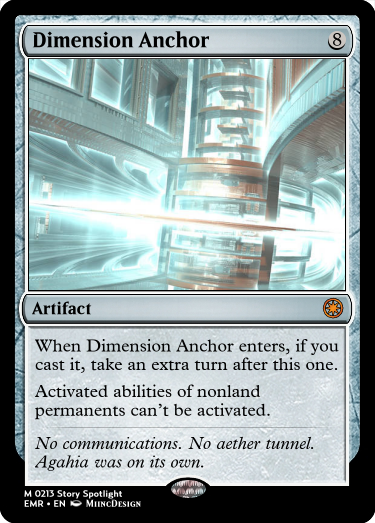 Dimension Anchor 8
Artifact
When Dimension Anchor enters, if you
cast it, take an extra turn after this one.
Activated abilities of nonland
permanents can't be activated.
No communications. No aether tunnel.
Agahia was on its own.
M 0213 Story Spotlight
EMR • EN MIINCDESIGN